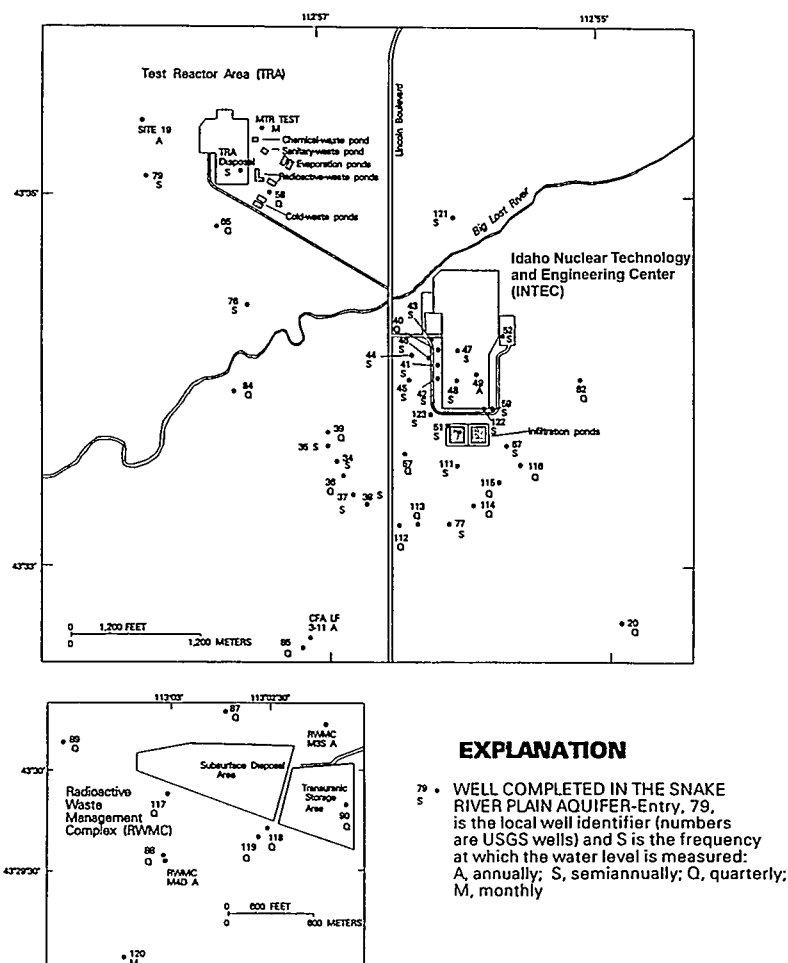 112°57'
112°55'
Test Reactor Area (TRA)
Lincoln Boulevard
SITE 19
A
MTR TEST
M
Chemical-waste pond
Sanitary-waste pond
Evaporation ponds
TRA
Disposal
S
Radioactive-waste ponds
79
S
58
Q
Cold-waste ponds
43°35'
65
Q
121
S
Big Lost River
Idaho Nuclear Technology
and Engineering Center
(INTEC)
76
S
43
S
40
Q
52
S
46
S
47
S
44
S
41
S
45
S
42
S
48
S
49
A
82
Q
84
Q
59
S
123
S
122
S
51
S
Infiltration ponds
39
Q
35 S
34
S
67
S
57
Q
111
S
116
Q
36
Q
37
S
38
S
115
Q
114
Q
113
Q
112
Q
77
S
43°33'
0
1,200 FEET
0
1,200 METERS
CFA LF
3-11 A
85
Q
20
Q
113°03'
113°02'30"
87
Q
89
Q
RWMC
M3S A
43°30'
Subsurface Disposal
Area
Transuranic
Storage
Area
90
Q
Radioactive
Waste
Management
Complex (RWMC)
117
Q
119
Q
118
Q
88
Q
RWMC
M4D A
43°29'30"
0
600 FEET
0
600 METERS
120
M
EXPLANATION
79
S
WELL COMPLETED IN THE SNAKE
RIVER PLAIN AQUIFER-Entry, 79,
is the local well identifier (numbers
are USGS wells) and S is the frequency
at which the water level is measured:
A, annually; S, semiannually; Q, quarterly;
M, monthly